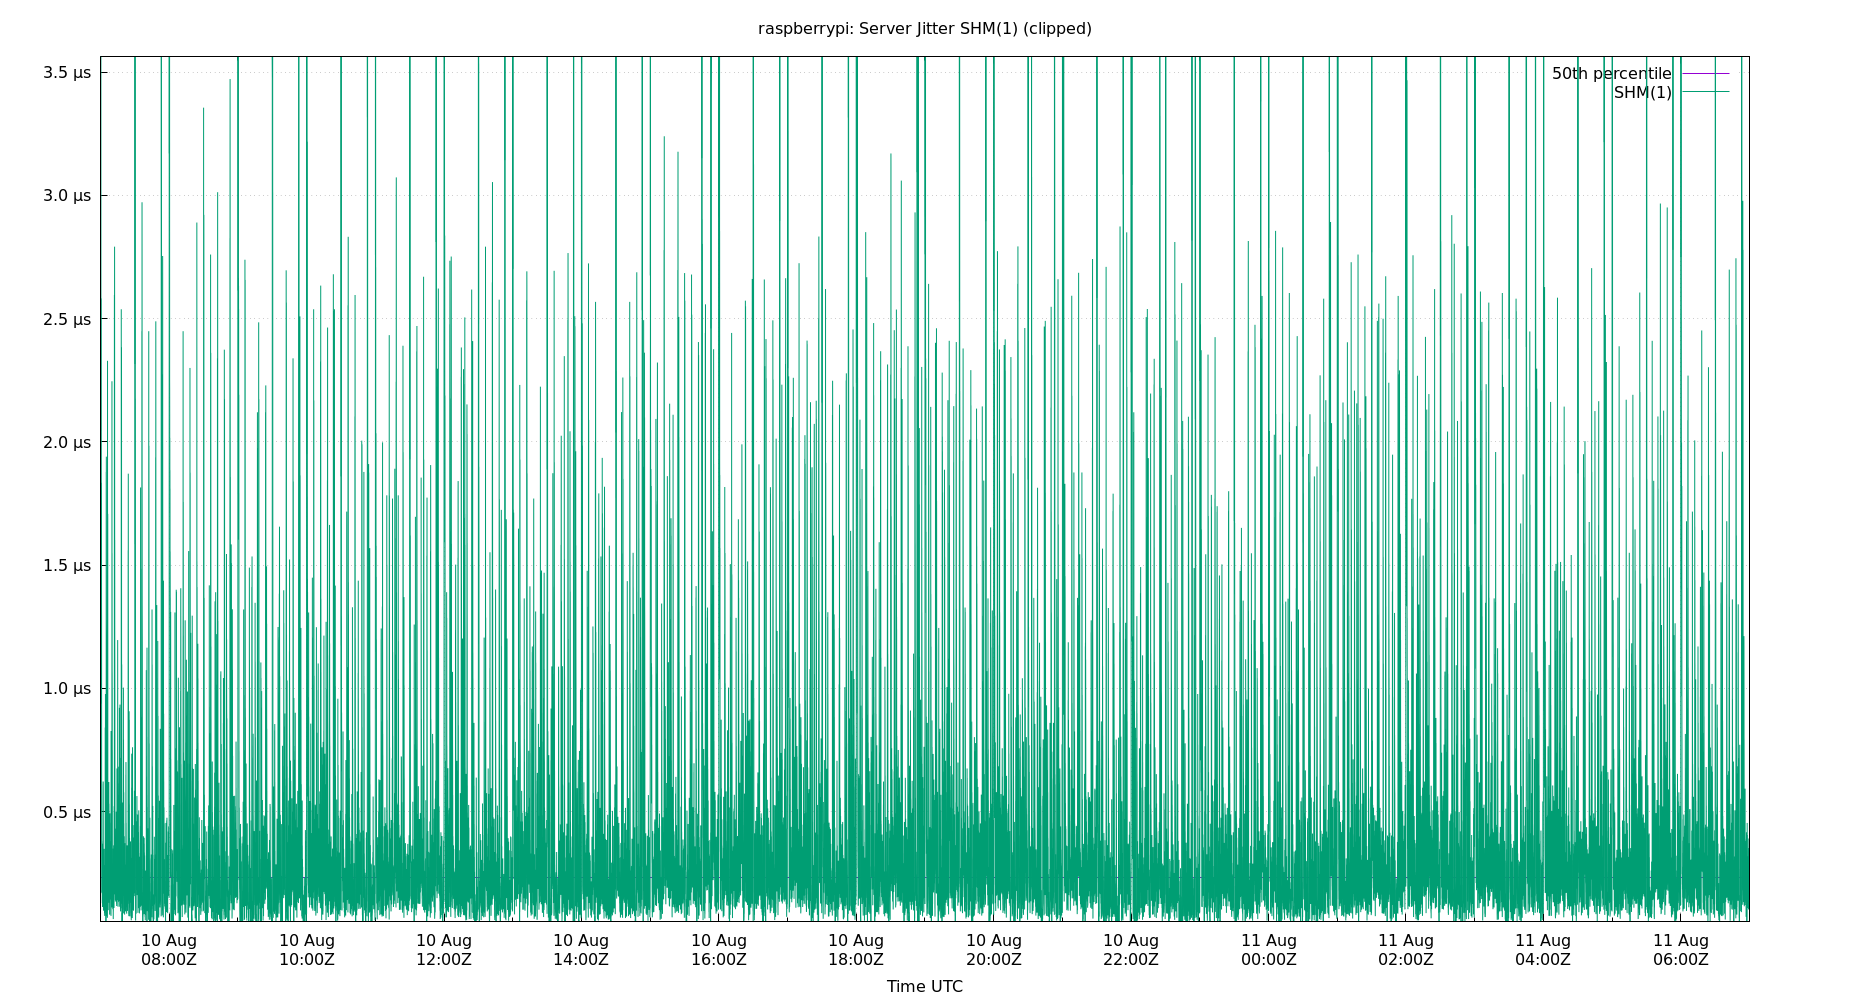 raspberrypi: Server Jitter SHM(1) (clipped)
50th percentile
SHM(1)
3.5 µs
3.0 µs
2.5 µs
2.0 µs
1.5 µs
1.0 µs
0.5 µs
10 Aug 10 Aug 10 Aug 10 Aug 10 Aug 10 Aug 10 Aug 10 Aug 11 Aug 11 Aug 11 Aug 11 Aug
08:00Z 10:00Z 12:00Z 14:00Z 16:00Z 18:00Z 20:00Z 22:00Z 00:00Z 02:00Z 04:00Z 06:00Z
Time UTC